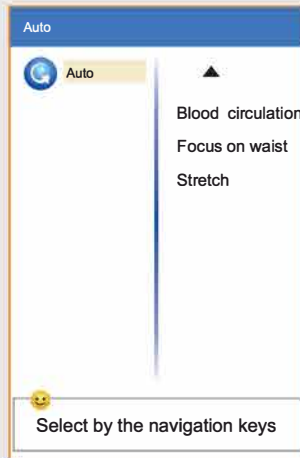 Auto
Auto
Blood circulation
Focus on waist
Stretch
Select by the navigation keys